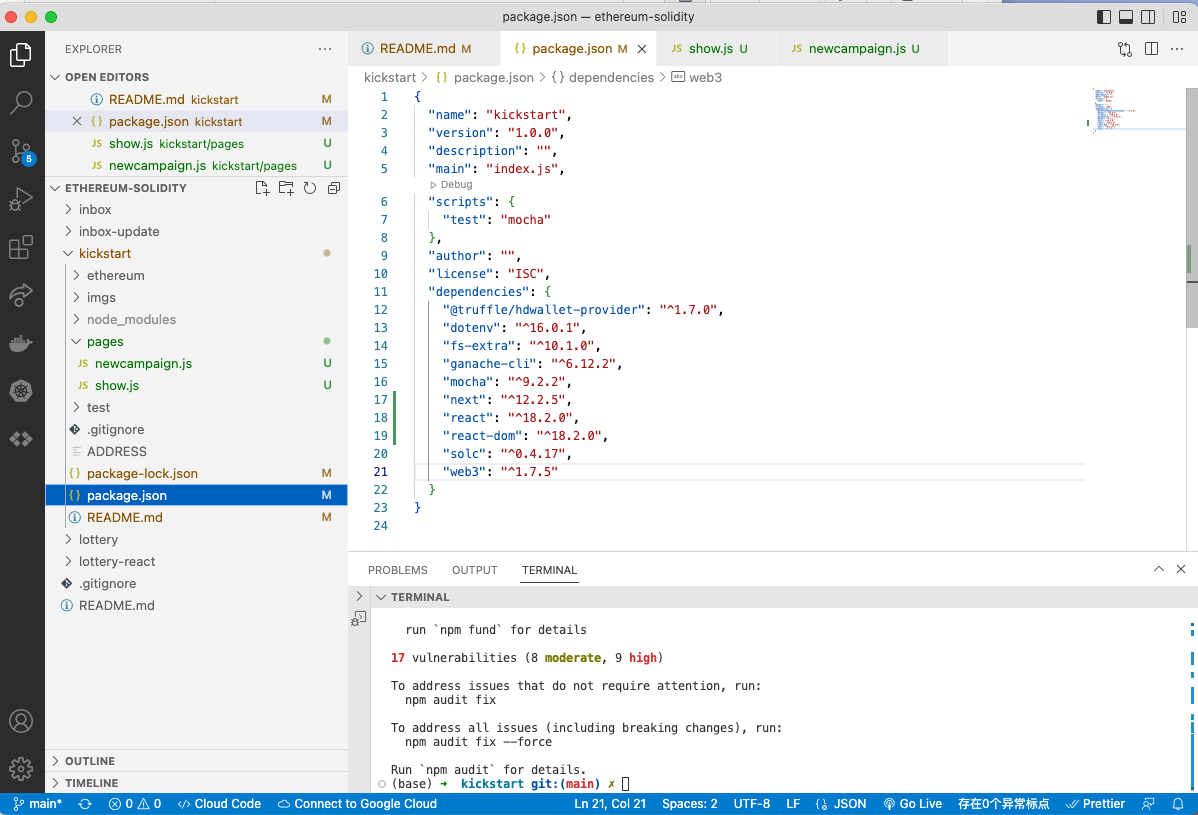 package.json — ethereum-solidity
EXPLORER
README.md M
package.json M
show.js U
newcampaign.js U
OPEN EDITORS
README.md kickstart M
package.json kickstart M
JS show.js kickstart/pages U
JS newcampaign.js kickstart/pages U
ETHEREUM-SOLIDITY
inbox
inbox-update
kickstart
ethereum
imgs
node_modules
pages
JS newcampaign.js U
JS show.js U
test
.gitignore
ADDRESS
{} package-lock.json M
{} package.json M
README.md M
lottery
lottery-react
.gitignore
README.md
OUTLINE
TIMELINE
5
kickstart > {} package.json > {} dependencies > abc web3
1 {
2 "name": "kickstart",
3 "version": "1.0.0",
4 "description": "",
5 "main": "index.js",
Debug
6 "scripts": {
7 "test": "mocha"
8 },
9 "author": "",
10 "license": "ISC",
11 "dependencies": {
12 "@truffle/hdwallet-provider": "^1.7.0",
13 "dotenv": "^16.0.1",
14 "fs-extra": "^10.1.0",
15 "ganache-cli": "^6.12.2",
16 "mocha": "^9.2.2",
17 "next": "^12.2.5",
18 "react": "^18.2.0",
19 "react-dom": "^18.2.0",
20 "solc": "^0.4.17",
21 "web3": "^1.7.5"
22 }
23 }
24
PROBLEMS OUTPUT TERMINAL
TERMINAL
run `npm fund` for details
17 vulnerabilities (8 moderate, 9 high)
To address issues that do not require attention, run:
npm audit fix
To address all issues (including breaking changes), run:
npm audit fix --force
Run `npm audit` for details.
(base) → kickstart git:(main) ✗
main* 0 0 Cloud Code Connect to Google Cloud Ln 21, Col 21 Spaces: 2 UTF-8 LF {} JSON Go Live 存在0个异常标点 Prettier